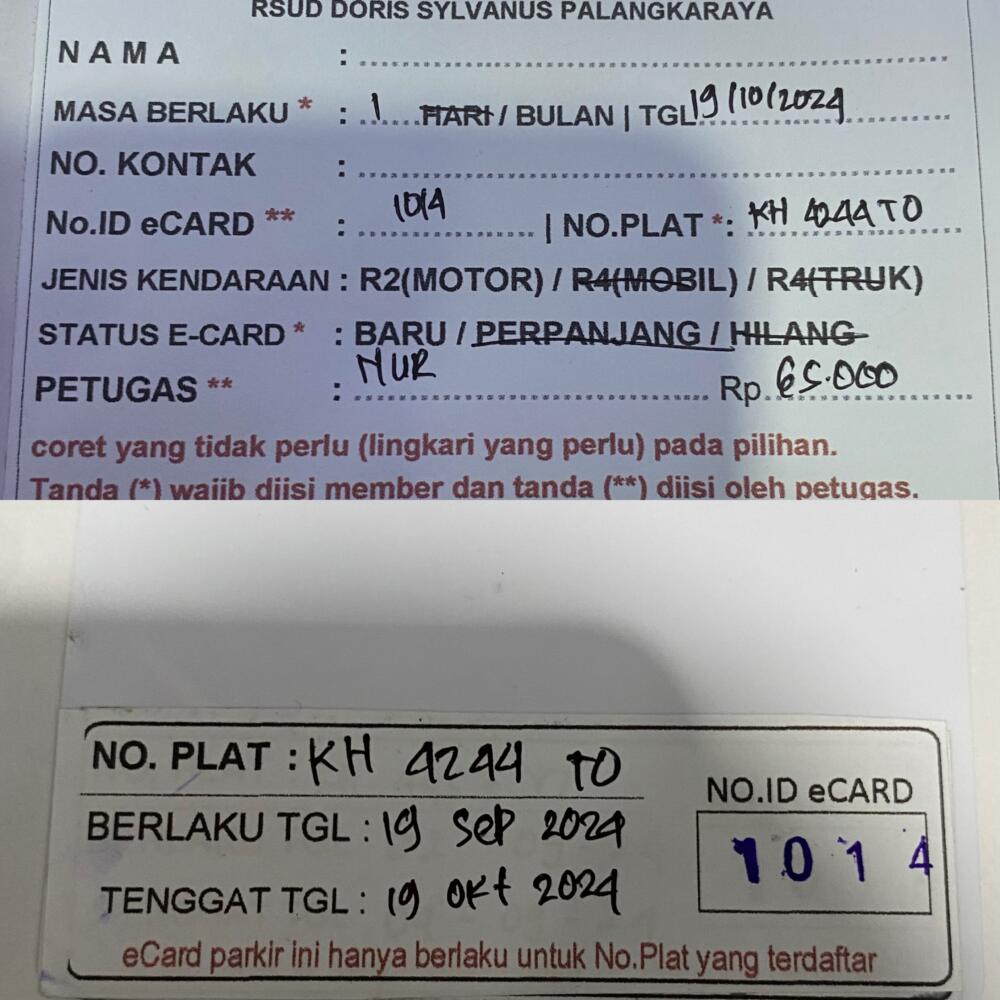 RSUD DORIS SYLVANUS PALANGKARAYA
NAMA :
MASA BERLAKU * : 1 HARI / BULAN | TGL 19/10/2024
NO. KONTAK :
No.ID eCARD ** : 1014 | NO.PLAT *: KH 4244 TO
JENIS KENDARAAN : R2(MOTOR) / R4(MOBIL) / R4(TRUK)
STATUS E-CARD * : BARU / PERPANJANG / HILANG
PETUGAS ** : NUR Rp. 65.000
coret yang tidak perlu (lingkari yang perlu) pada pilihan.
Tanda (*) wajib diisi member dan tanda (**) diisi oleh petugas.
NO. PLAT : KH 4244 TO
BERLAKU TGL : 19 Sep 2024
TENGGAT TGL : 19 Okt 2024
NO.ID eCARD
1014
eCard parkir ini hanya berlaku untuk No.Plat yang terdaftar